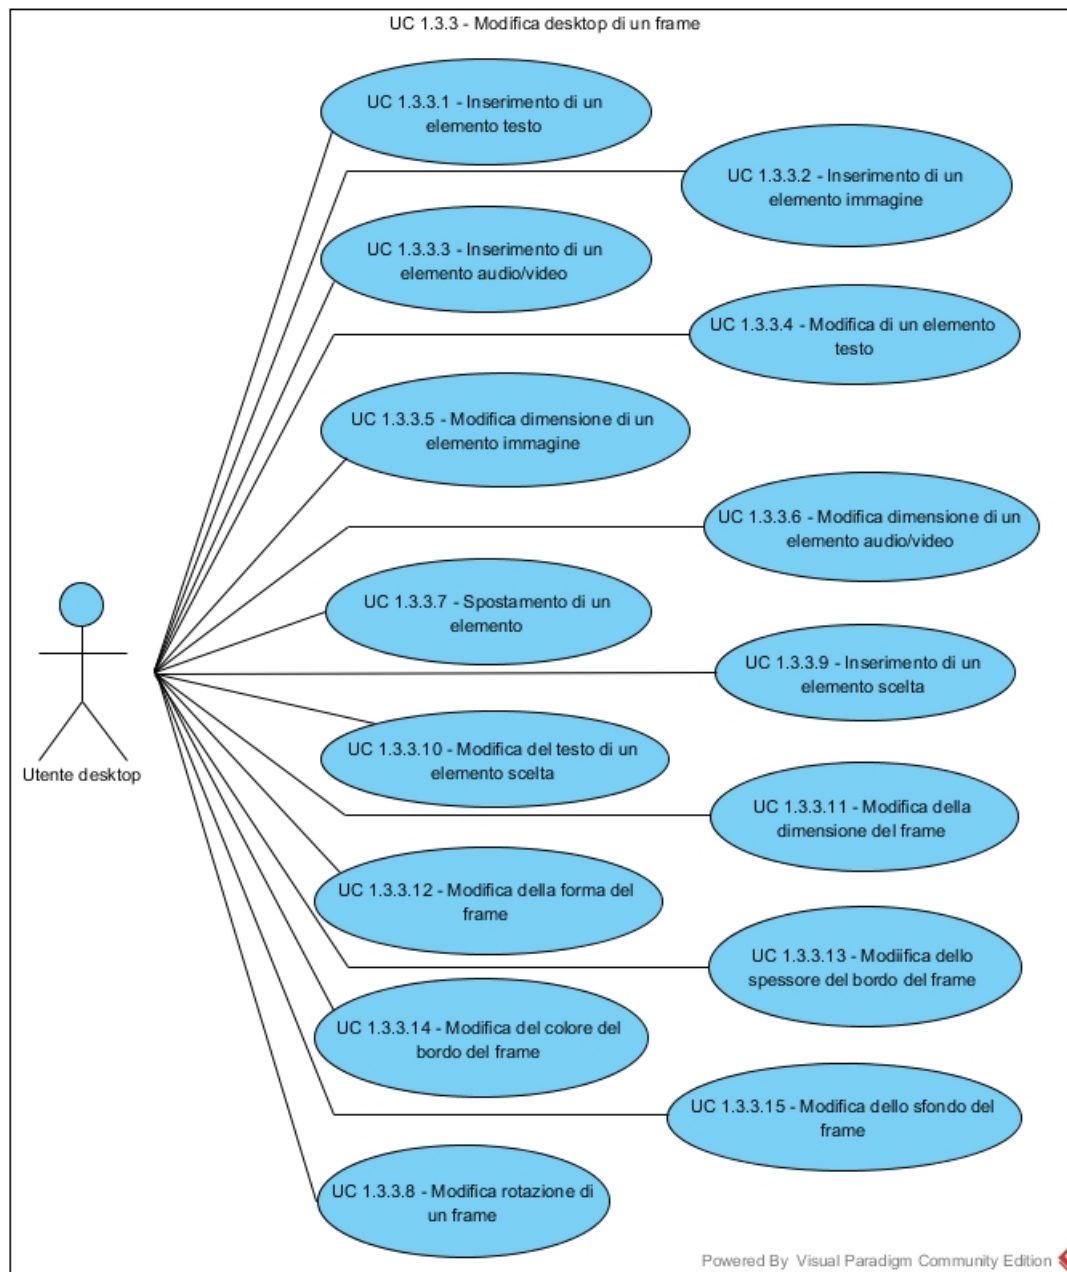 UC 1.3.3 - Modifica desktop di un frame
UC 1.3.3.1 - Inserimento di un
elemento testo
UC 1.3.3.2 - Inserimento di un
elemento immagine
UC 1.3.3.3 - Inserimento di un
elemento audio/video
UC 1.3.3.4 - Modifica di un elemento
testo
UC 1.3.3.5 - Modifica dimensione di un
elemento immagine
UC 1.3.3.6 - Modifica dimensione di un
elemento audio/video
UC 1.3.3.7 - Spostamento di un
elemento
UC 1.3.3.9 - Inserimento di un
elemento scelta
Utente desktop
UC 1.3.3.10 - Modifica del testo di un
elemento scelta
UC 1.3.3.11 - Modifica della
dimensione del frame
UC 1.3.3.12 - Modifica della forma del
frame
UC 1.3.3.13 - Modiifica dello
spessore del bordo del frame
UC 1.3.3.14 - Modifica del colore del
bordo del frame
UC 1.3.3.15 - Modifica dello sfondo del
frame
UC 1.3.3.8 - Modifica rotazione di
un frame
Powered By Visual Paradigm Community Edition